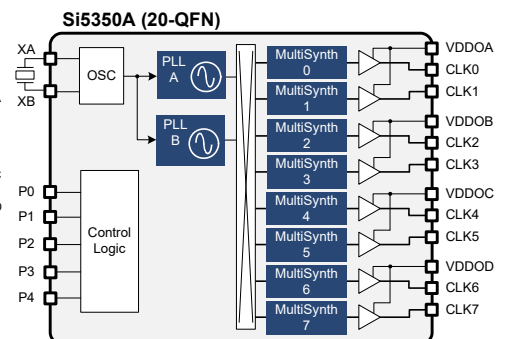 Si5350A (20-QFN)
XA
XB
OSC
PLL
A
PLL
B
MultiSynth
0
MultiSynth
1
MultiSynth
2
MultiSynth
3
MultiSynth
4
MultiSynth
5
MultiSynth
6
MultiSynth
7
VDDOA
CLK0
CLK1
VDDOB
CLK2
CLK3
VDDOC
CLK4
CLK5
VDDOD
CLK6
CLK7
P0
P1
P2
P3
P4
Control
Logic